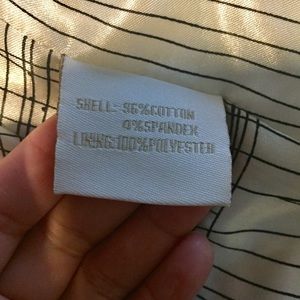 SHELL: 96%COTTON
4%SPANDEX
LINING:100%POLYESTER